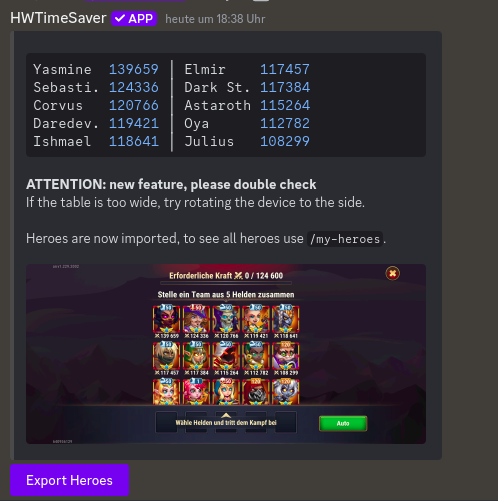 HWTimeSaver ✓ APP heute um 18:38 Uhr
Yasmine 139659 | Elmir 117457
Sebasti. 124336 | Dark St. 117384
Corvus 120766 | Astaroth 115264
Daredev. 119421 | Oya 112782
Ishmael 118641 | Julius 108299
ATTENTION: new feature, please double check
If the table is too wide, try rotating the device to the side.
Heroes are now imported, to see all heroes use /my-heroes.
Erforderliche Kraft 0 / 124 600
Stelle ein Team aus 5 Helden zusammen
139 659 124 336 120 766 119 421 118 641
117 457 117 384 115 264 112 782 108 299
Wähle Helden und tritt dem Kampf bei
Auto
Export Heroes